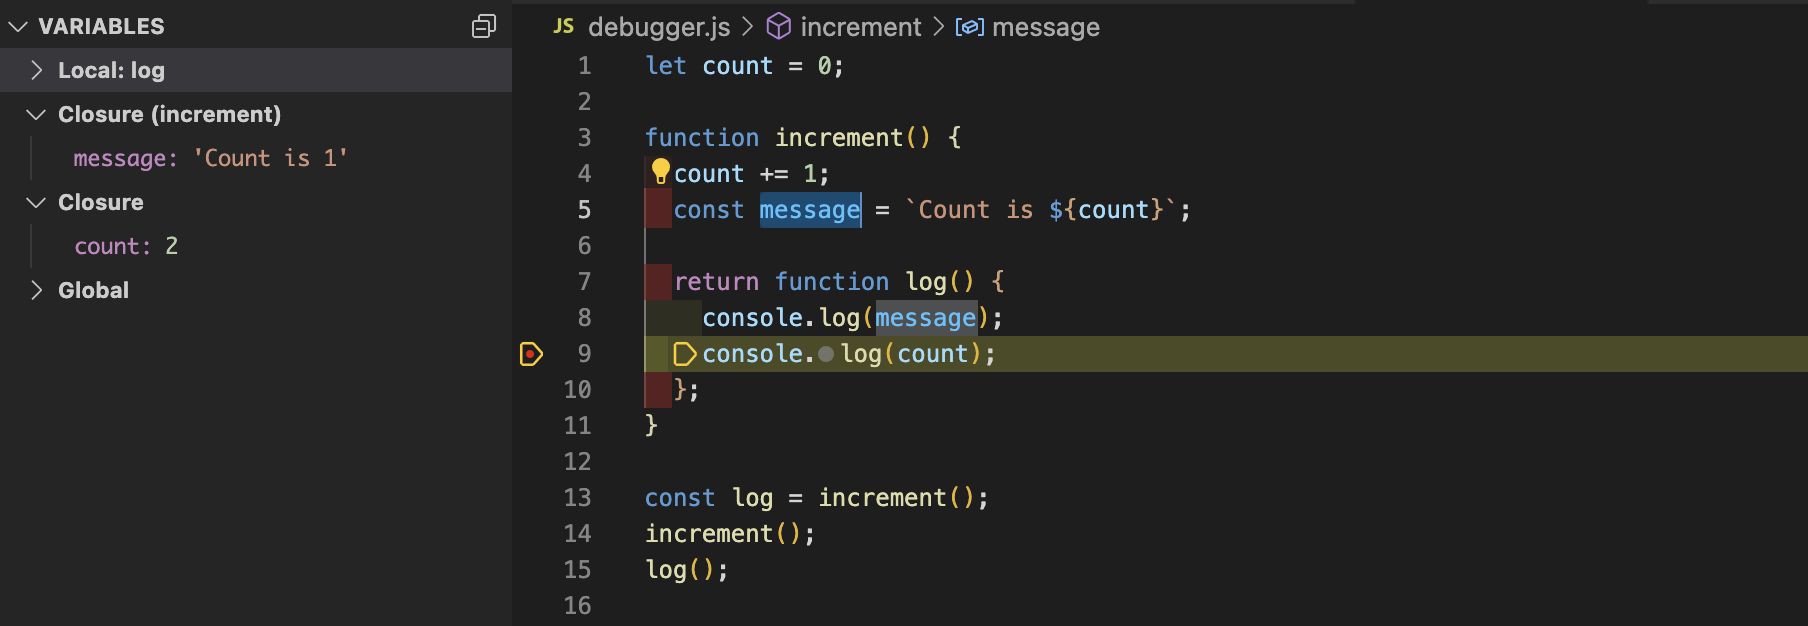 VARIABLES
Local: log
Closure (increment)
message: 'Count is 1'
Closure
count: 2
Global
JS debugger.js > increment > message
1 let count = 0;
2
3 function increment() {
4 count += 1;
5 const message = `Count is ${count}`;
6
7 return function log() {
8 console.log(message);
9 console.log(count);
10 };
11 }
12
13 const log = increment();
14 increment();
15 log();
16